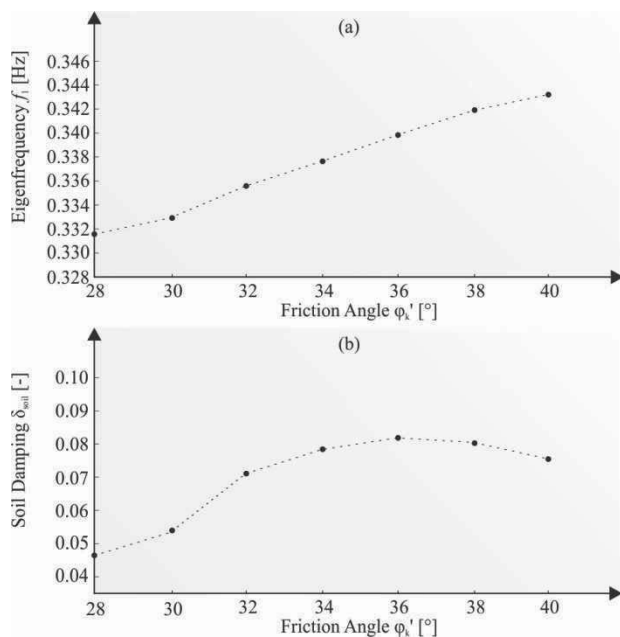 (a)
Eigenfrequency f₁ [Hz]
0.346
0.344
0.342
0.340
0.338
0.336
0.334
0.332
0.330
0.328
28 30 32 34 36 38 40
Friction Angle φₖ' [°]
(b)
Soil Damping δsoil [-]
0.10
0.09
0.08
0.07
0.06
0.05
0.04
28 30 32 34 36 38 40
Friction Angle φₖ' [°]